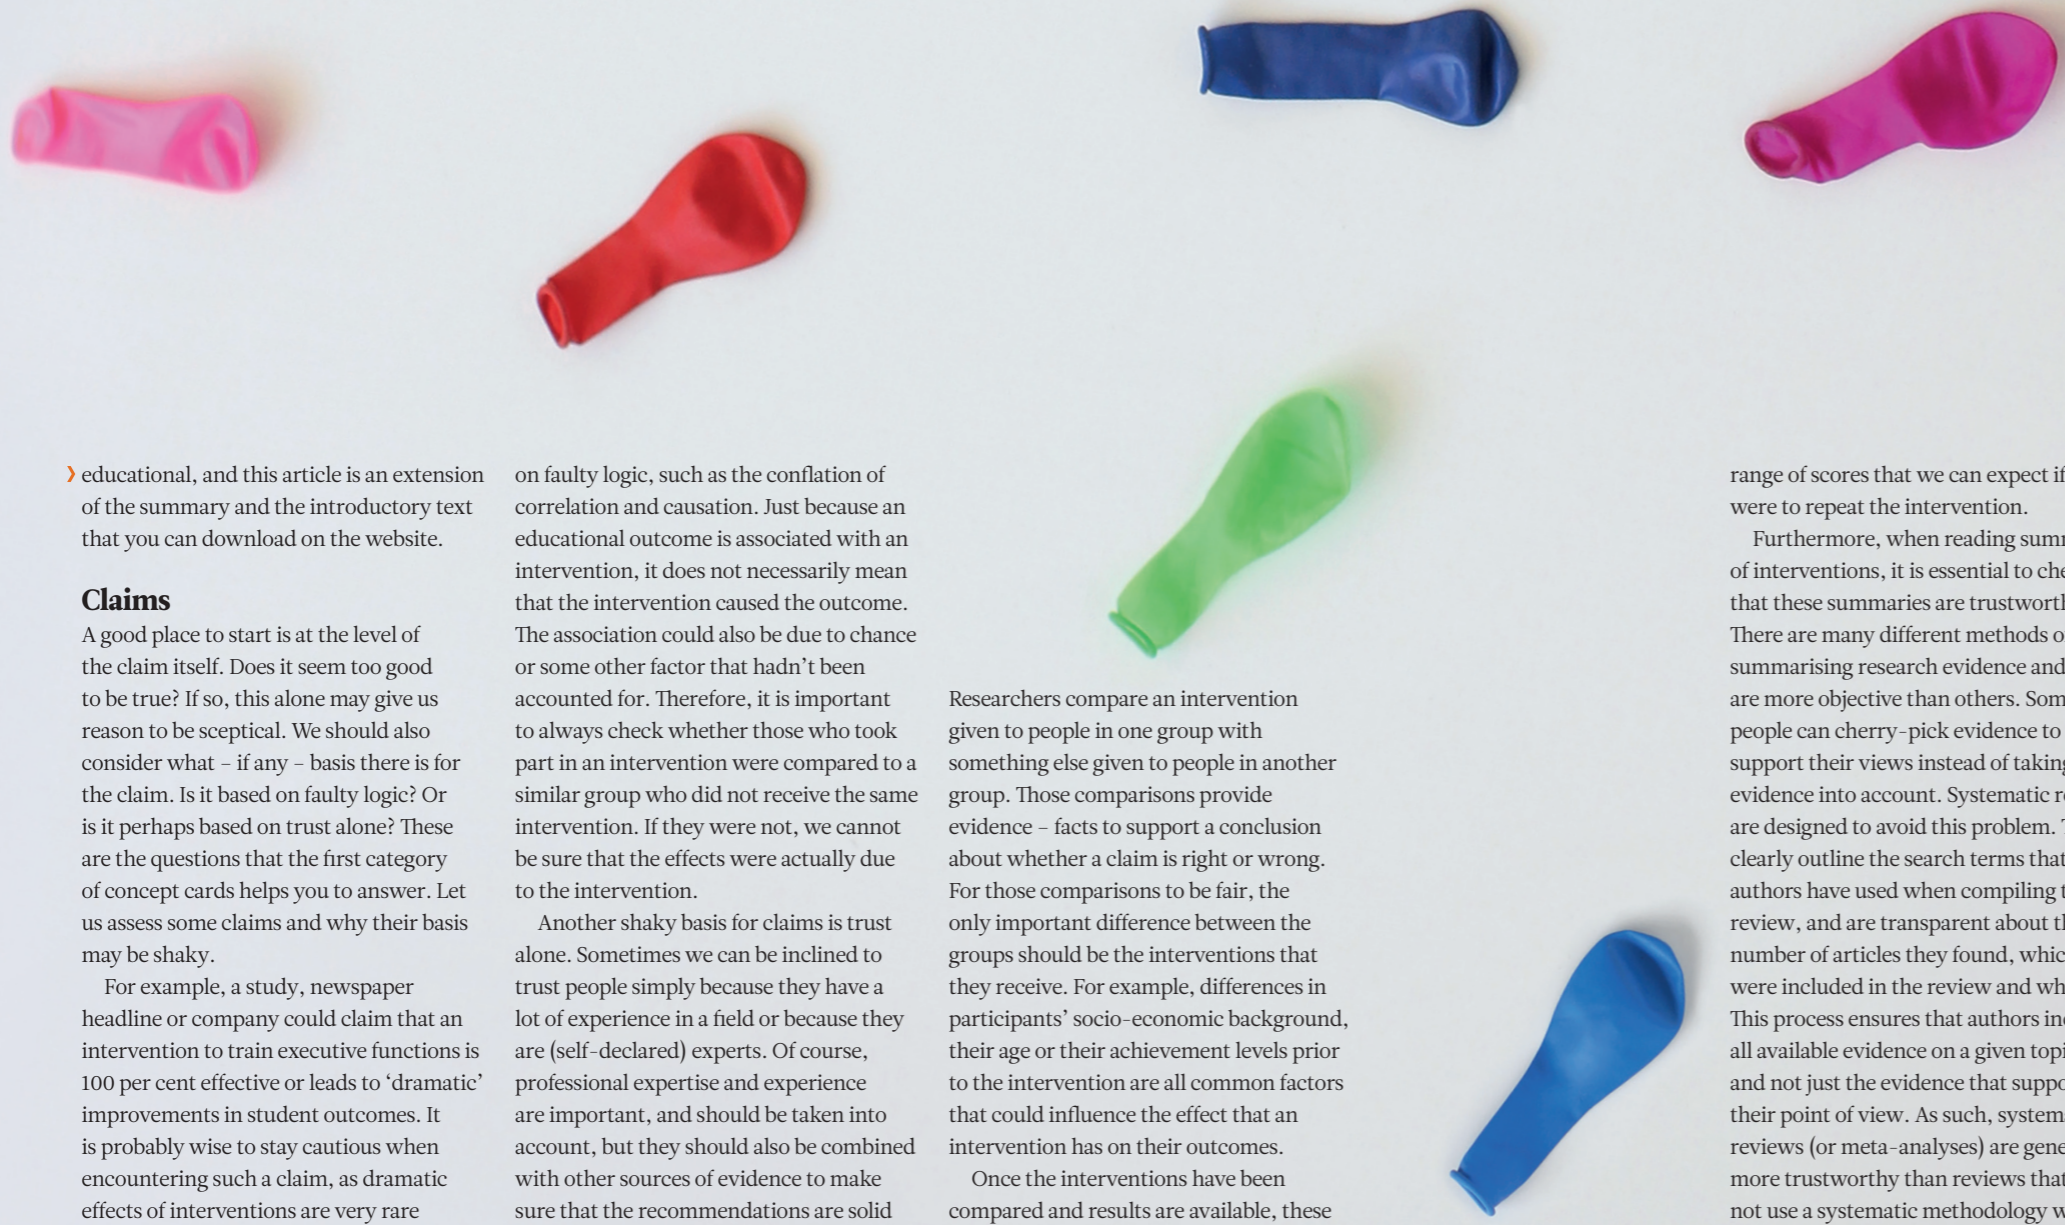 › educational, and this article is an extension
of the summary and the introductory text
that you can download on the website.
Claims
A good place to start is at the level of
the claim itself. Does it seem too good
to be true? If so, this alone may give us
reason to be sceptical. We should also
consider what – if any – basis there is for
the claim. Is it based on faulty logic? Or
is it perhaps based on trust alone? These
are the questions that the first category
of concept cards helps you to answer. Let
us assess some claims and why their basis
may be shaky.
For example, a study, newspaper
headline or company could claim that an
intervention to train executive functions is
100 per cent effective or leads to ‘dramatic’
improvements in student outcomes. It
is probably wise to stay cautious when
encountering such a claim, as dramatic
effects of interventions are very rare
on faulty logic, such as the conflation of
correlation and causation. Just because an
educational outcome is associated with an
intervention, it does not necessarily mean
that the intervention caused the outcome.
The association could also be due to chance
or some other factor that hadn’t been
accounted for. Therefore, it is important
to always check whether those who took
part in an intervention were compared to a
similar group who did not receive the same
intervention. If they were not, we cannot
be sure that the effects were actually due
to the intervention.
Another shaky basis for claims is trust
alone. Sometimes we can be inclined to
trust people simply because they have a
lot of experience in a field or because they
are (self-declared) experts. Of course,
professional expertise and experience
are important, and should be taken into
account, but they should also be combined
with other sources of evidence to make
sure that the recommendations are solid
Researchers compare an intervention
given to people in one group with
something else given to people in another
group. Those comparisons provide
evidence – facts to support a conclusion
about whether a claim is right or wrong.
For those comparisons to be fair, the
only important difference between the
groups should be the interventions that
they receive. For example, differences in
participants’ socio-economic background,
their age or their achievement levels prior
to the intervention are all common factors
that could influence the effect that an
intervention has on their outcomes.
Once the interventions have been
compared and results are available, these
range of scores that we can expect if
were to repeat the intervention.
Furthermore, when reading
of interventions, it is essential to
that these summaries are
There are many different methods
summarising research evidence and
are more objective than others.
people can cherry-pick evidence to
support their views instead of
evidence into account. Systematic
are designed to avoid this problem.
clearly outline the search terms that
authors have used when compiling
review, and are transparent about
number of articles they found,
were included in the review and
This process ensures that authors
all available evidence on a given
and not just the evidence that
their point of view. As such,
reviews (or meta-analyses) are
more trustworthy than reviews that
not use a systematic methodology